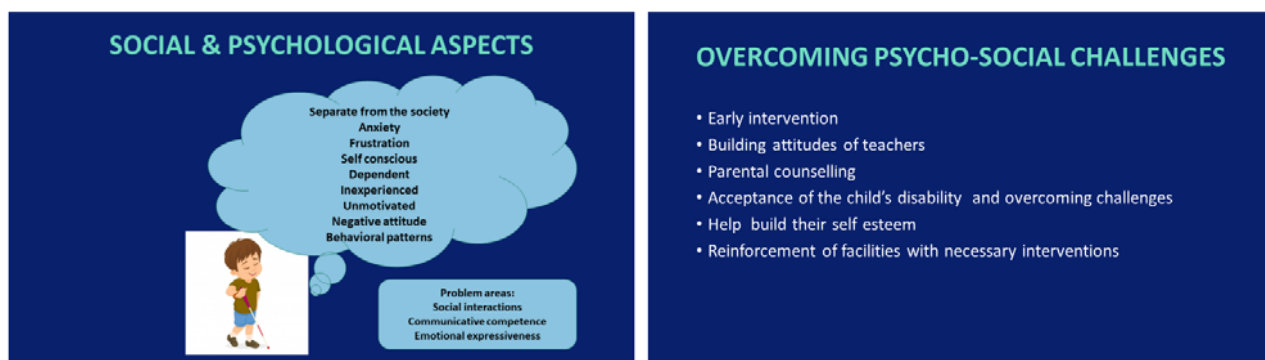 SOCIAL & PSYCHOLOGICAL ASPECTS
Separate from the society
Anxiety
Frustration
Self conscious
Dependent
Inexperienced
Unmotivated
Negative attitude
Behavioral patterns
Problem areas:
Social interactions
Communicative competence
Emotional expressiveness
OVERCOMING PSYCHO-SOCIAL CHALLENGES
• Early intervention
• Building attitudes of teachers
• Parental counselling
• Acceptance of the child's disability and overcoming challenges
• Help build their self esteem
• Reinforcement of facilities with necessary interventions